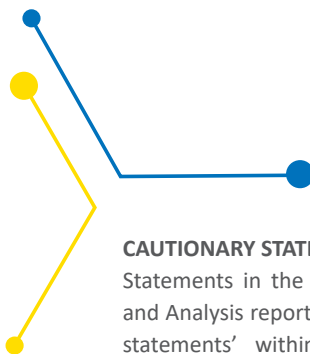 CAUTIONARY STATE
Statements in the
and Analysis report
statements’ within